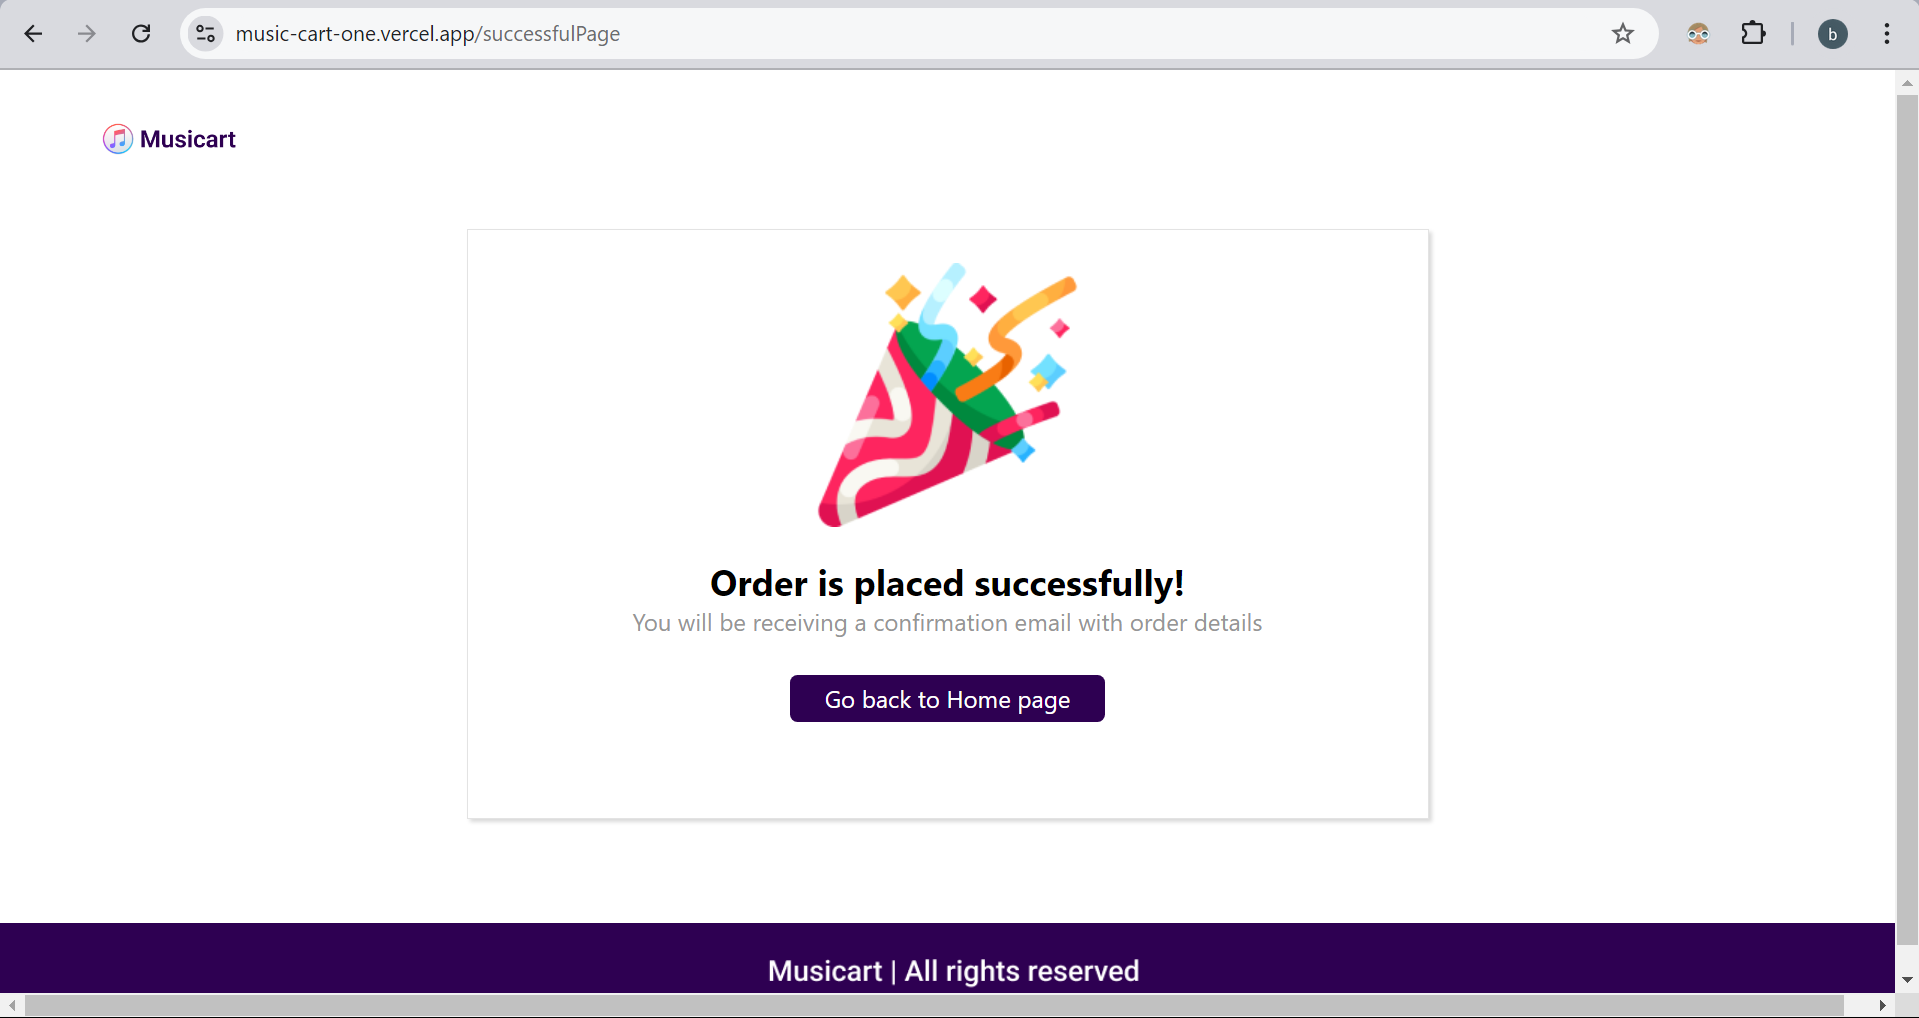 music-cart-one.vercel.app/successfulPage
b
Musicart
Order is placed successfully!
You will be receiving a confirmation email with order details
Go back to Home page
Musicart | All rights reserved